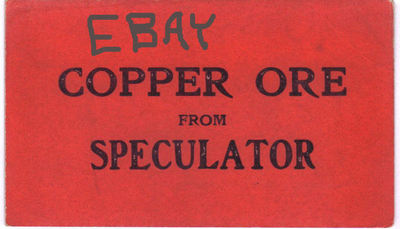 EBAY
COPPER ORE
FROM
SPECULATOR